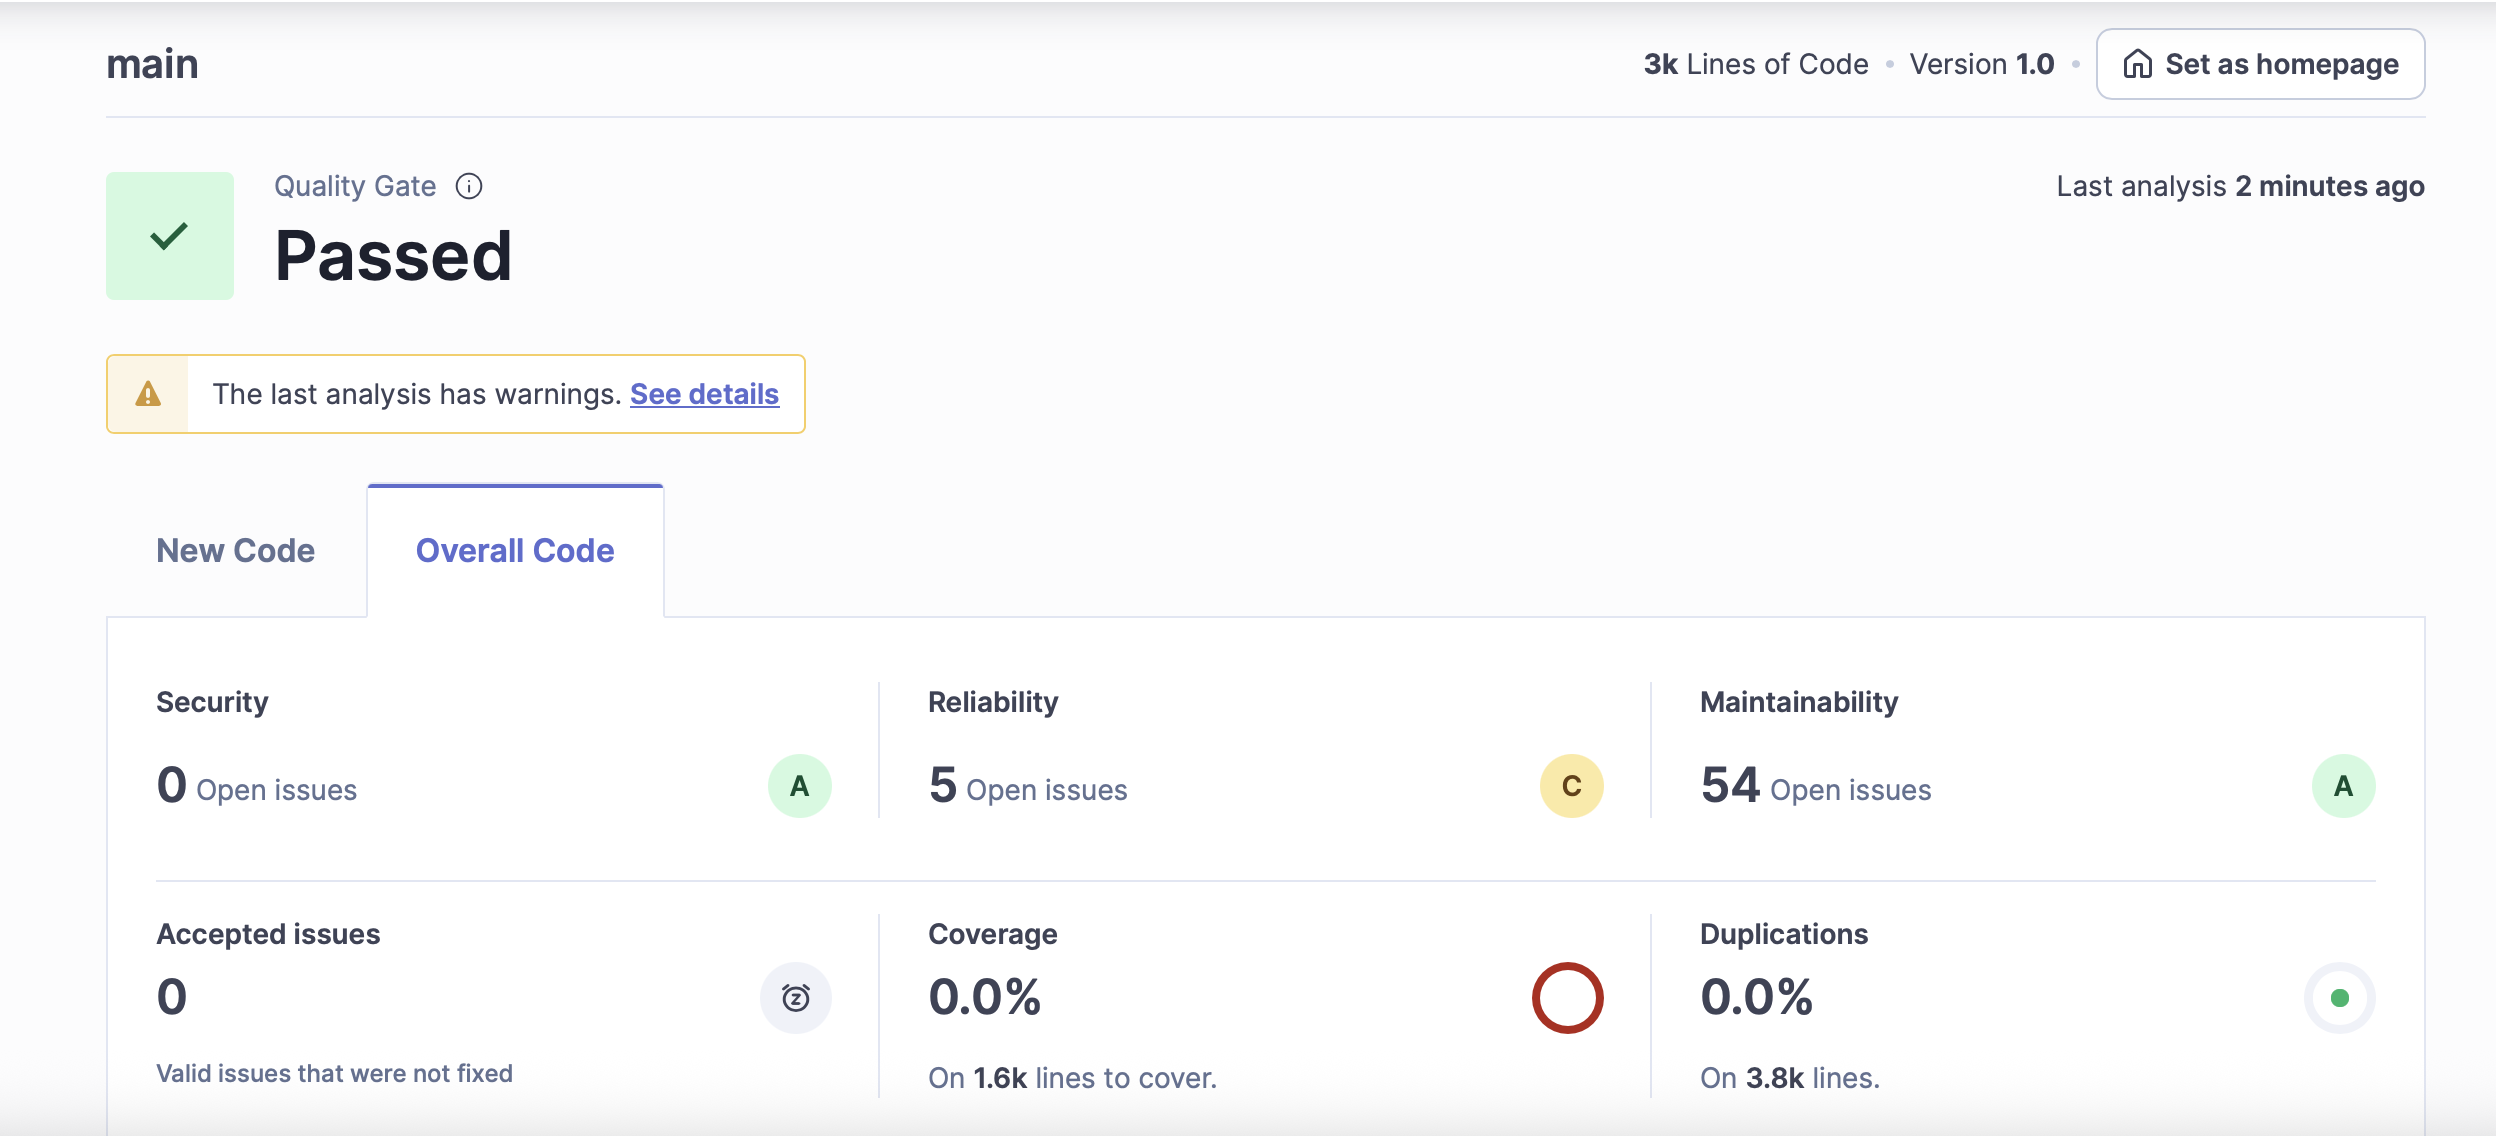 main
3k Lines of Code • Version 1.0 • Set as homepage
Quality Gate
Last analysis 2 minutes ago
Passed
The last analysis has warnings. See details
New Code
Overall Code
Security
Reliability
Maintainability
0 Open issues
A
5 Open issues
C
54 Open issues
A
Accepted issues
Coverage
Duplications
0
0.0%
0.0%
Valid issues that were not fixed
On 1.6k lines to cover.
On 3.8k lines.